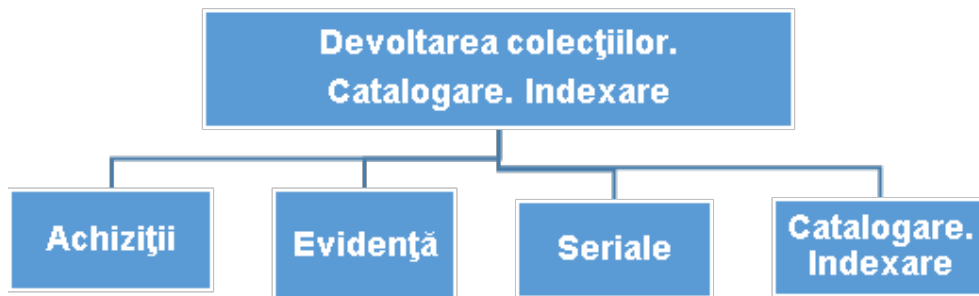 Devoltarea colecţiilor.
Catalogare. Indexare
Achiziţii
Evidenţă
Seriale
Catalogare.
Indexare